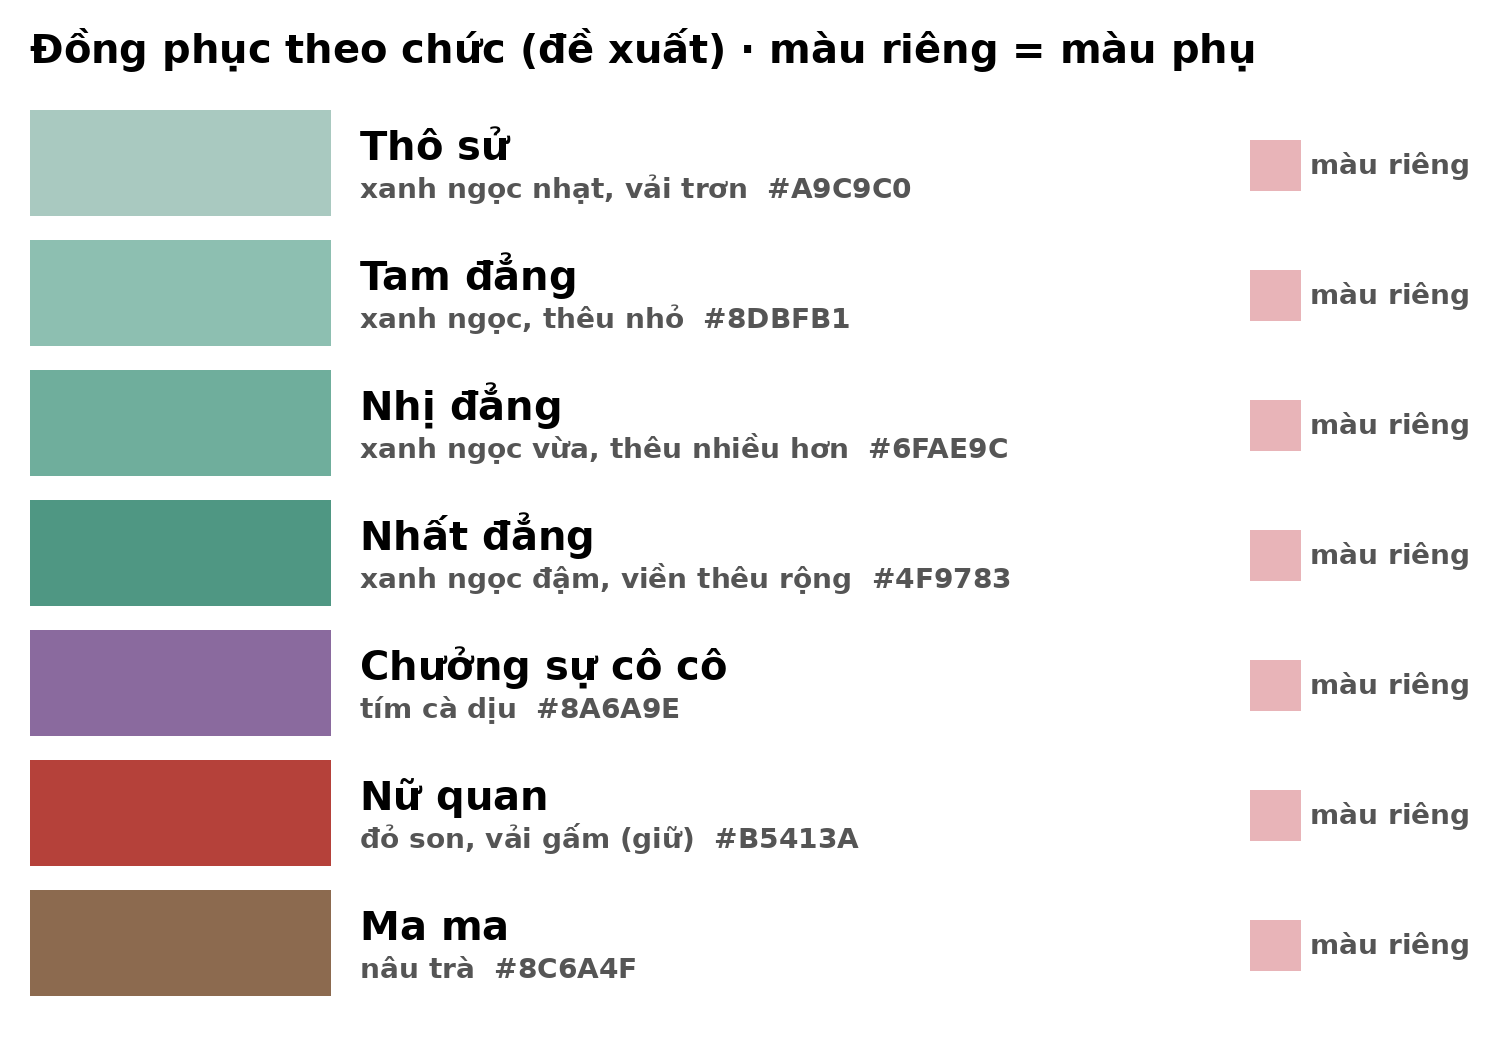 Đồng phục theo chức (đề xuất) · màu riêng = màu phụ
Thô sử
xanh ngọc nhạt, vải trơn #A9C9C0
màu riêng
Tam đẳng
xanh ngọc, thêu nhỏ #8DBFB1
màu riêng
Nhị đẳng
xanh ngọc vừa, thêu nhiều hơn #6FAE9C
màu riêng
Nhất đẳng
xanh ngọc đậm, viền thêu rộng #4F9783
màu riêng
Chưởng sự cô cô
tím cà dịu #8A6A9E
màu riêng
Nữ quan
đỏ son, vải gấm (giữ) #B5413A
màu riêng
Ma ma
nâu trà #8C6A4F
màu riêng